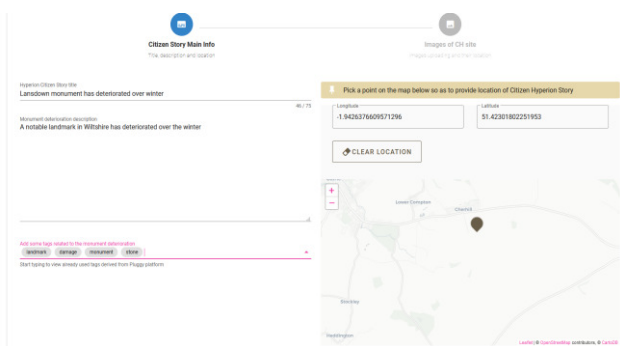 Citizen Story Main Info
Title, description and location
Images of CH site
Hyperion Citizen Story title
Lansdown monument has deteriorated over winter
46 / 75
Monument deterioration description
A notable landmark in Wiltshire has deteriorated over the winter
Add some tags related to the monument deterioration
landmark damage monument stone
Start typing to view already used tags derived from Pluggy platform
Pick a point on the map below so as to provide location of Citizen Hyperion Story
Longitude
-1.9426376609571296
Latitude
51.42301802251953
CLEAR LOCATION
+
−
Lower Compton
Cherhill
Blackley
Heddington
Leaflet | © OpenStreetMap contributors, © CartoDB